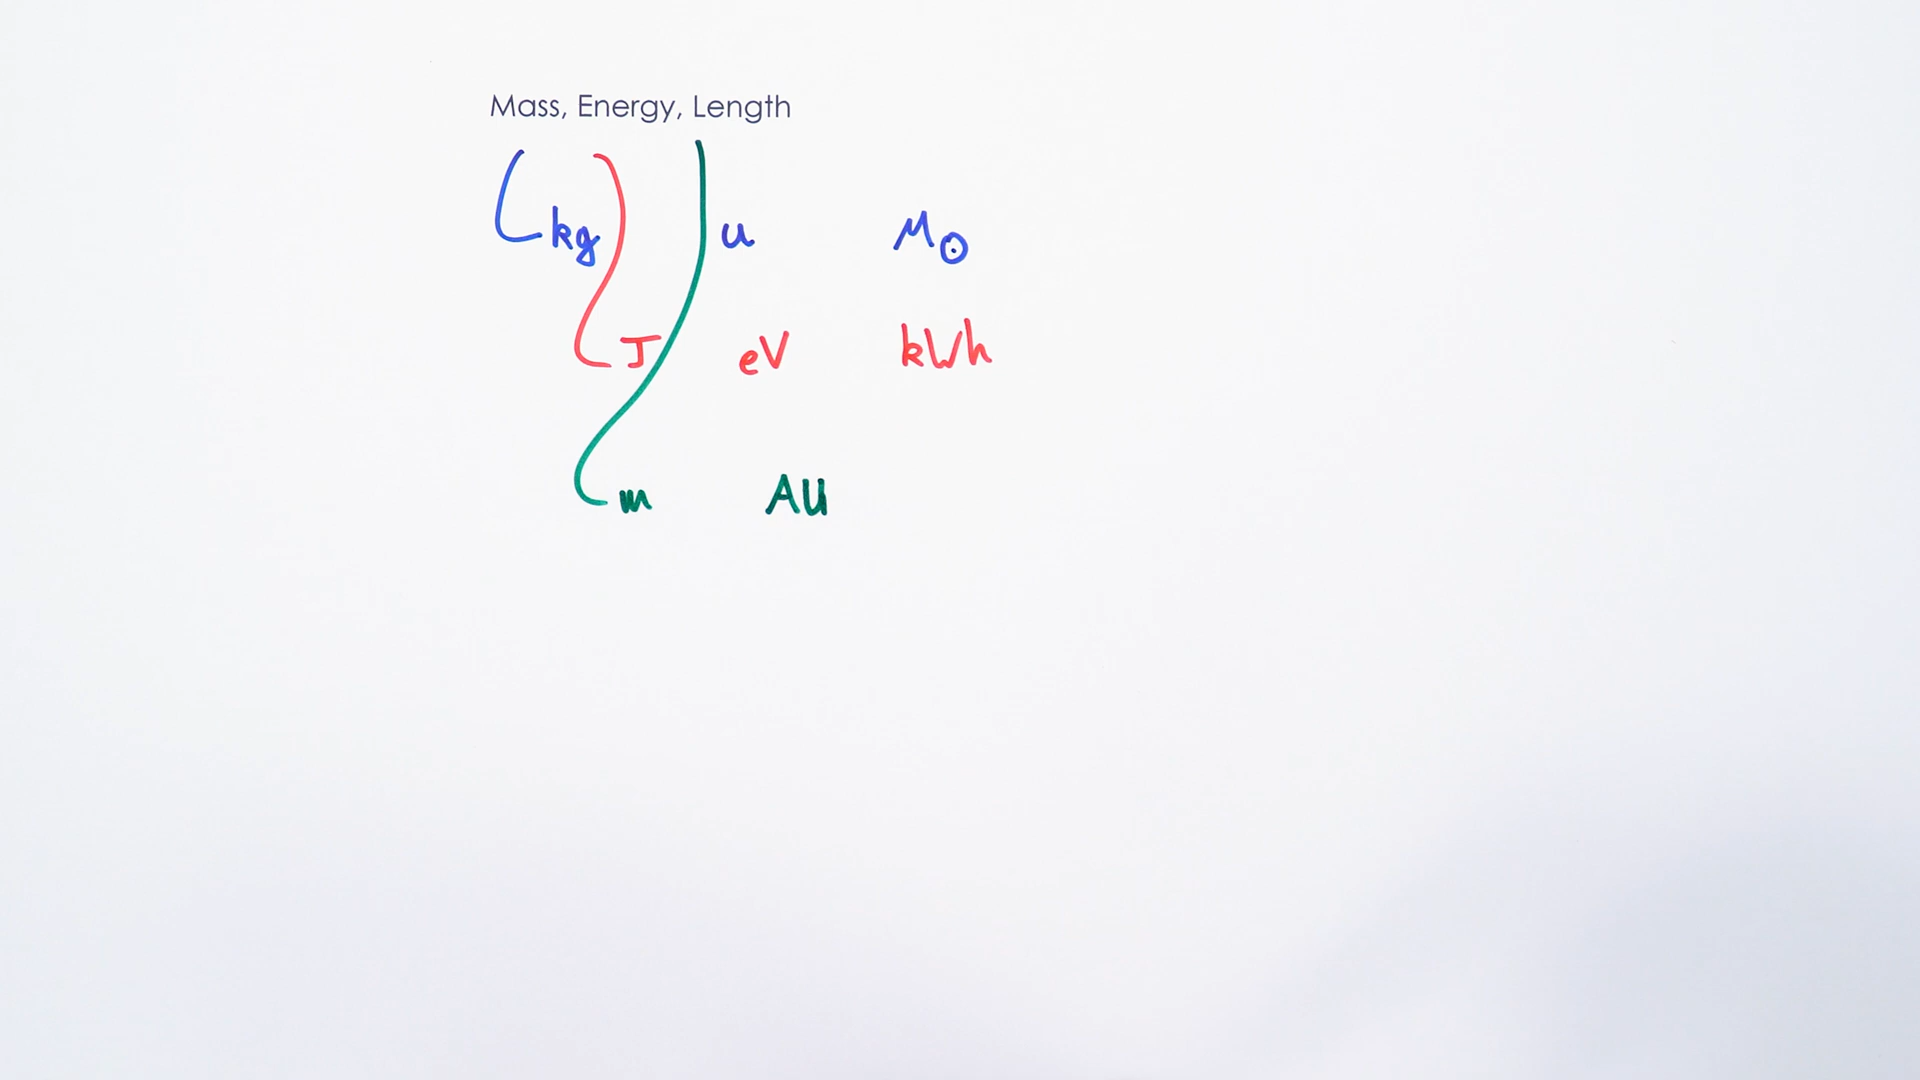 Mass, Energy, Length
kg u M☉
J eV kWh
m AU